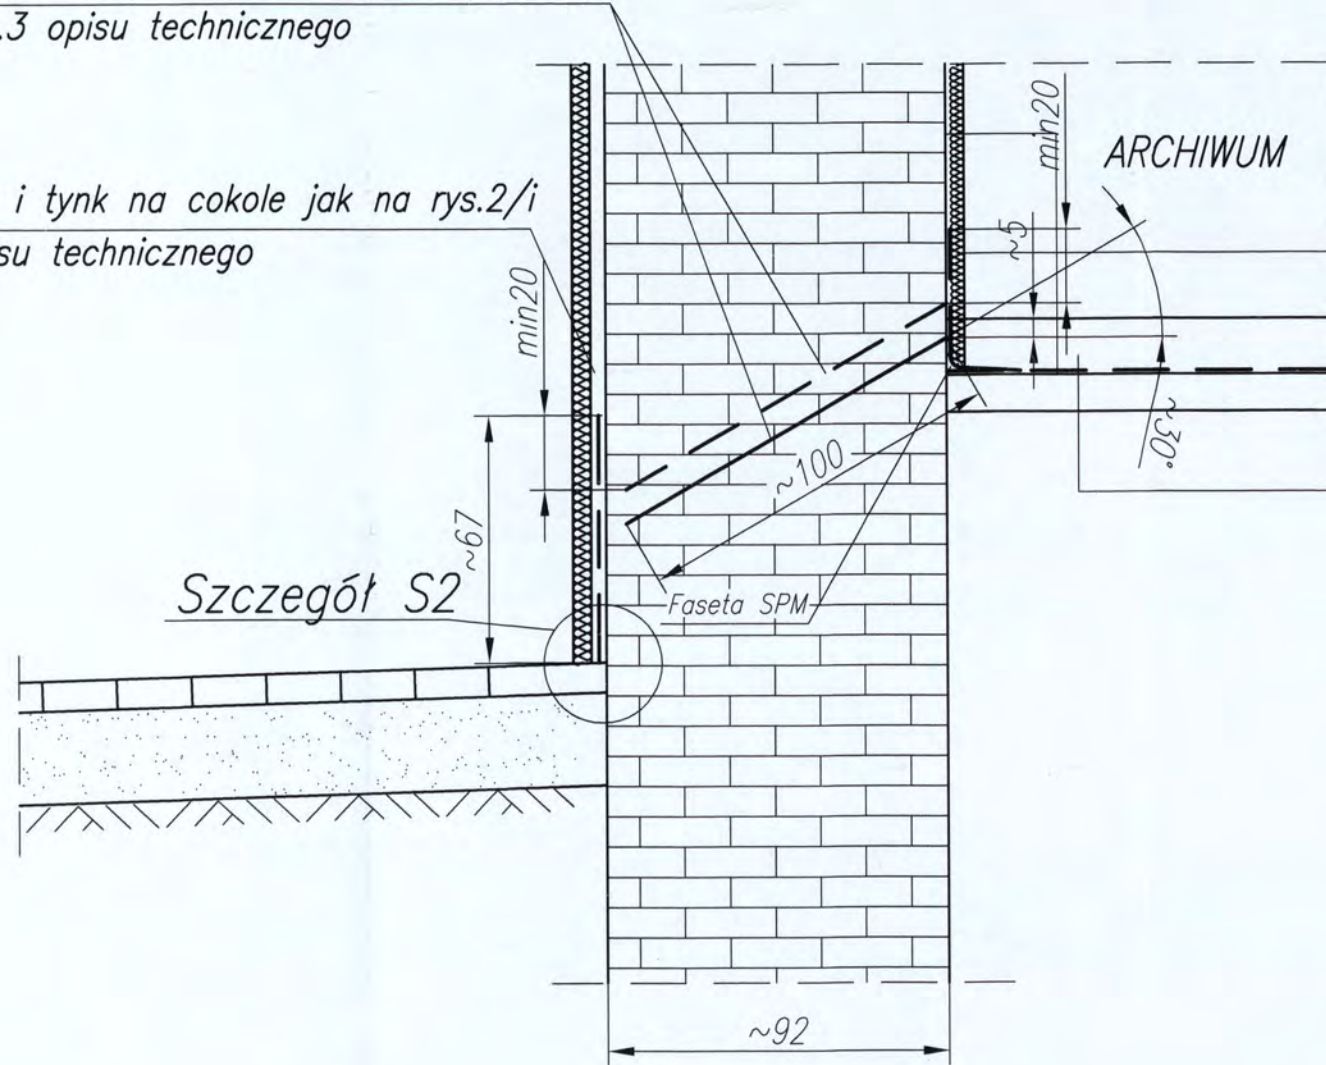 .3 opisu technicznego
i tynk na cokole jak na rys.2/i
su technicznego
min20
min20
ARCHIWUM
~5
~30°
~100
~67
Szczegół S2
Faseta SPM
~92